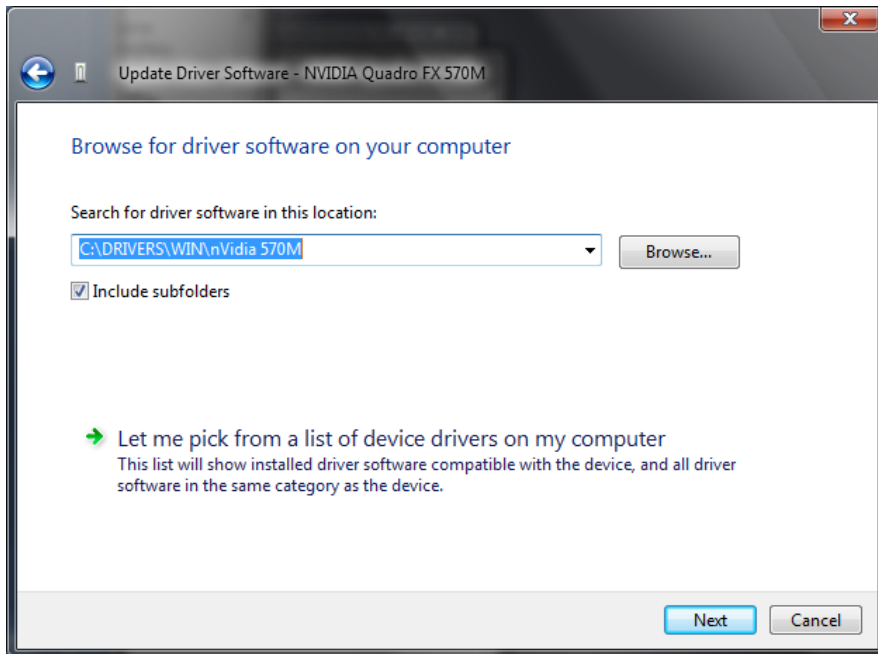 Update Driver Software - NVIDIA Quadro FX 570M
Browse for driver software on your computer
Search for driver software in this location:
C:\DRIVERS\WIN\nVidia 570M
Browse...
Include subfolders
Let me pick from a list of device drivers on my computer
This list will show installed driver software compatible with the device, and all driver
software in the same category as the device.
Next
Cancel